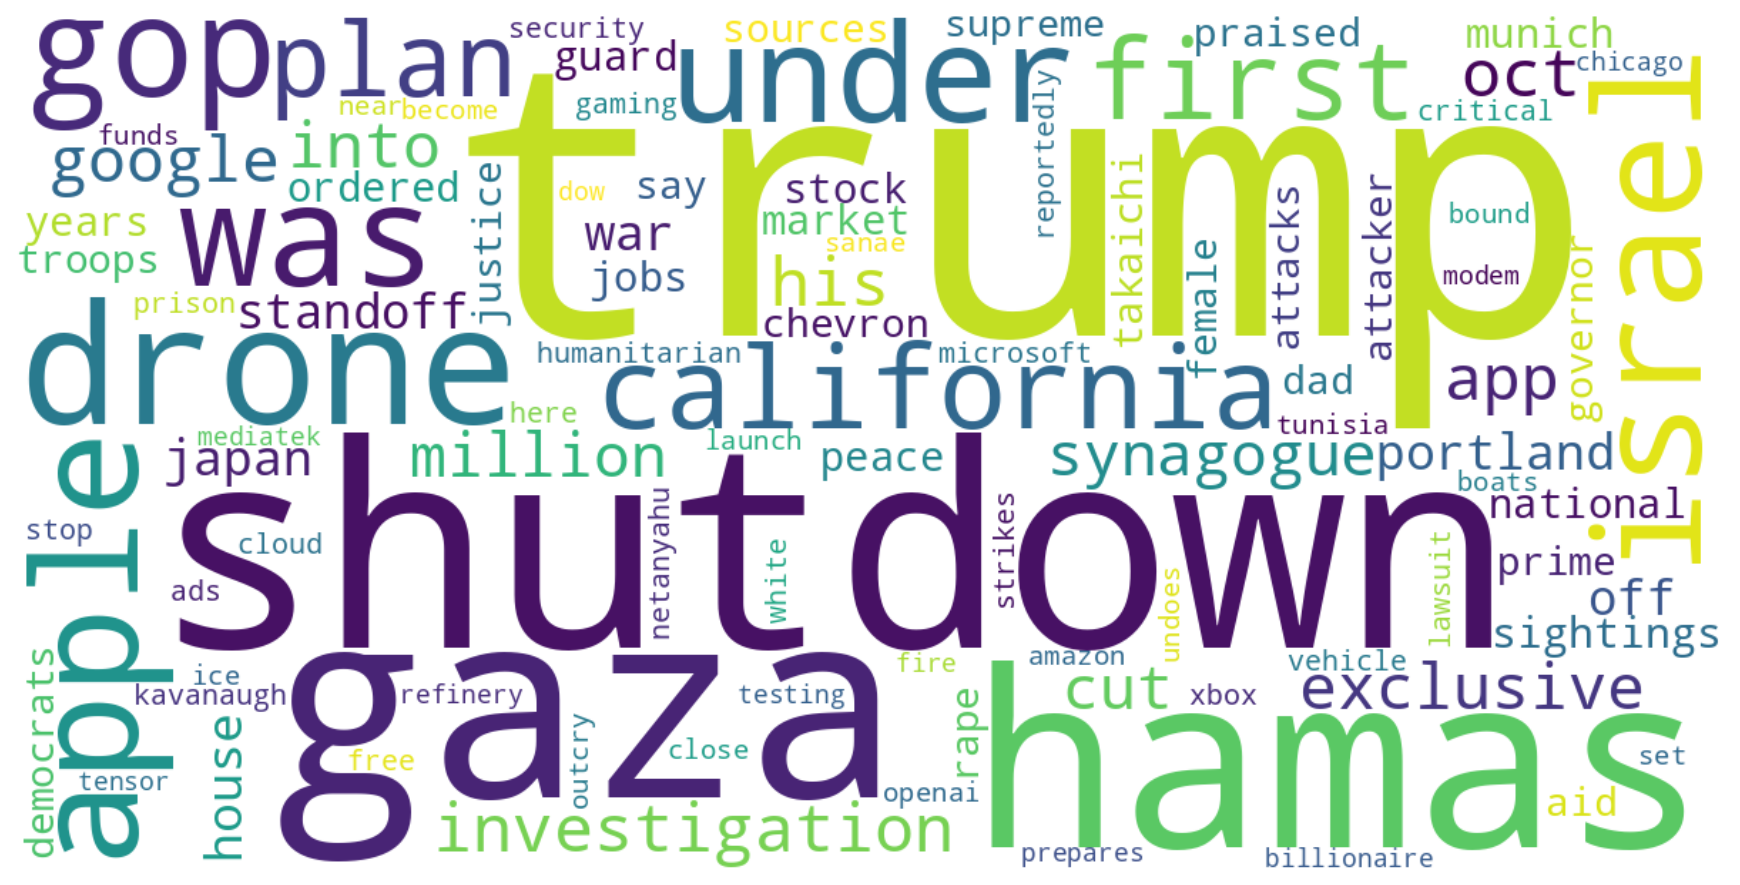 gop
plan
security
sources
supreme
praised
munich
guard
under
first
oct
chicago
near
become
gaming
reportedly
critical
funds
google
into
trump
israel
ordered
justice
dow
say
stock
takaichi
attacks
attacker
bound
years
was
war
market
sanae
female
governor
troops
jobs
his
modem
prison
standoff
chevron
drone
humanitarian
microsoft
california
dad
app
here
tunisia
apple
mediatek
japan
million
launch
peace
synagogue
portland
boats
shutdown
netanyahu
strikes
national
stop
cloud
white
undoes
lawsuit
prime
ads
off
sightings
democrats
ice
gaza
fire
amazon
vehicle
kavanaugh
refinery
testing
rape
hamas
cut
xbox
exclusive
house
outcry
free
close
set
tensor
openai
aid
investigation
prepares
billionaire